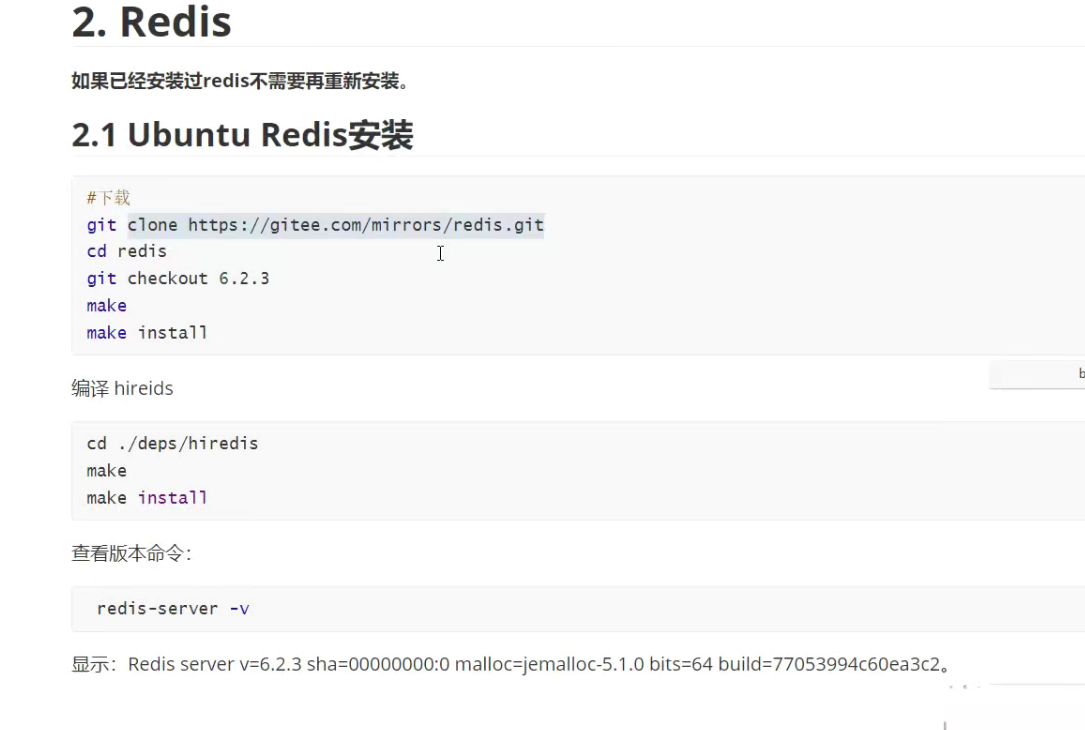 2. Redis
如果已经安装过redis不需要再重新安装。
2.1 Ubuntu Redis安装
#下载
git clone https://gitee.com/mirrors/redis.git
cd redis
git checkout 6.2.3
make
make install
编译 hireids
b
cd ./deps/hiredis
make
make install
查看版本命令：
redis-server -v
显示：Redis server v=6.2.3 sha=00000000:0 malloc=jemalloc-5.1.0 bits=64 build=77053994c60ea3c2。